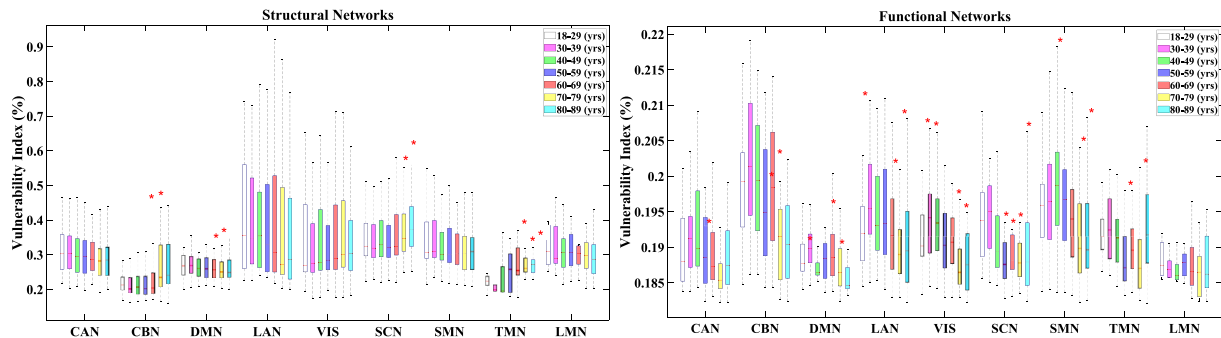 Structural Networks
Vulnerability Index (%)
0.9
0.8
0.7
0.6
0.5
0.4
0.3
0.2
18-29 (yrs)
30-39 (yrs)
40-49 (yrs)
50-59 (yrs)
60-69 (yrs)
70-79 (yrs)
80-89 (yrs)
CAN CBN DMN LAN VIS SCN SMN TMN LMN
Functional Networks
Vulnerability Index (%)
0.22
0.215
0.21
0.205
0.2
0.195
0.19
0.185
18-29 (yrs)
30-39 (yrs)
40-49 (yrs)
50-59 (yrs)
60-69 (yrs)
70-79 (yrs)
80-89 (yrs)
CAN CBN DMN LAN VIS SCN SMN TMN LMN